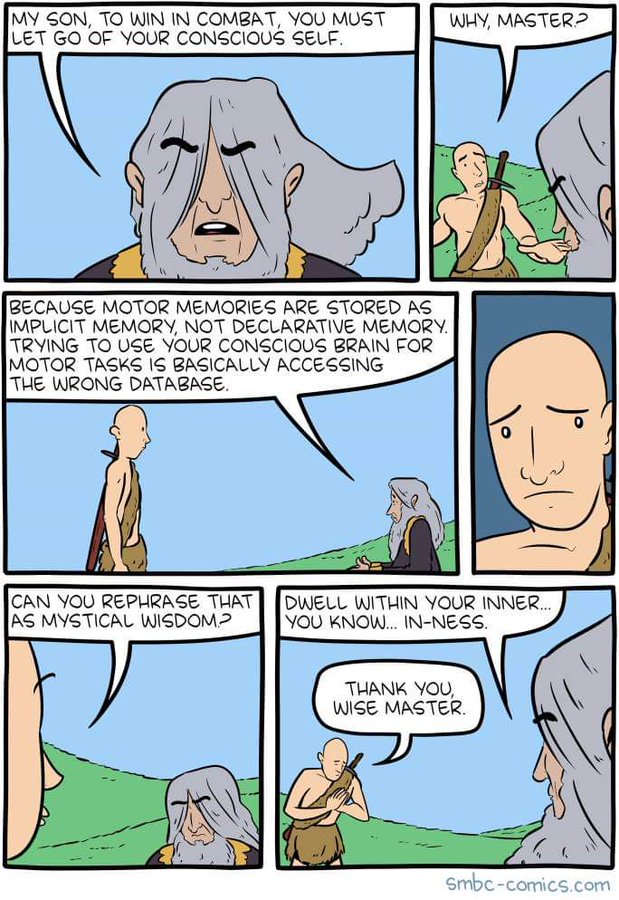 MY SON, TO WIN IN COMBAT, YOU MUST
LET GO OF YOUR CONSCIOUS SELF.
WHY, MASTER?
BECAUSE MOTOR MEMORIES ARE STORED AS
IMPLICIT MEMORY, NOT DECLARATIVE MEMORY.
TRYING TO USE YOUR CONSCIOUS BRAIN FOR
MOTOR TASKS IS BASICALLY ACCESSING
THE WRONG DATABASE.
CAN YOU REPHRASE THAT
AS MYSTICAL WISDOM?
DWELL WITHIN YOUR INNER...
YOU KNOW... IN-NESS.
THANK YOU,
WISE MASTER.
smbc-comics.com